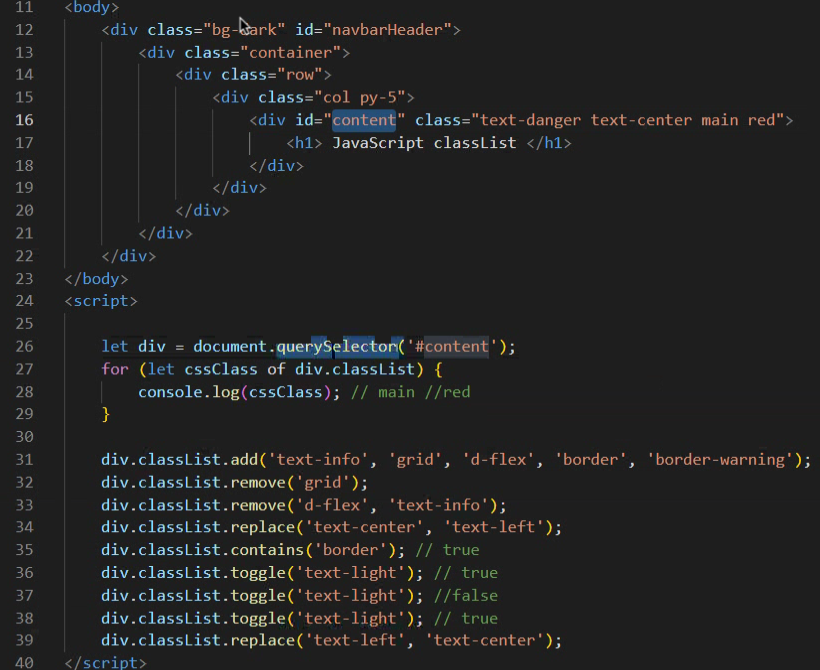 11 <body>
12 <div class="bg-dark" id="navbarHeader">
13 <div class="container">
14 <div class="row">
15 <div class="col py-5">
16 <div id="content" class="text-danger text-center main red">
17 <h1> JavaScript classList </h1>
18 </div>
19 </div>
20 </div>
21 </div>
22 </div>
23 </body>
24 <script>
25
26 let div = document.querySelector('#content');
27 for (let cssClass of div.classList) {
28 console.log(cssClass); // main //red
29 }
30
31 div.classList.add('text-info', 'grid', 'd-flex', 'border', 'border-warning');
32 div.classList.remove('grid');
33 div.classList.remove('d-flex', 'text-info');
34 div.classList.replace('text-center', 'text-left');
35 div.classList.contains('border'); // true
36 div.classList.toggle('text-light'); // true
37 div.classList.toggle('text-light'); //false
38 div.classList.toggle('text-light'); // true
39 div.classList.replace('text-left', 'text-center');
40 </script>